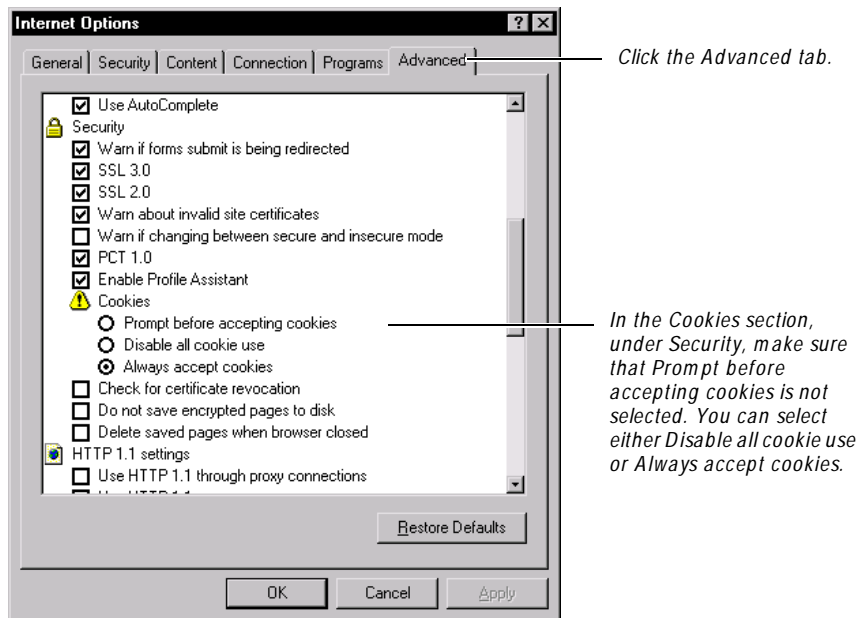 Internet Options
General Security Content Connection Programs Advanced
Click the Advanced tab.
Use AutoComplete
Security
Warn if forms submit is being redirected
SSL 3.0
SSL 2.0
Warn about invalid site certificates
Warn if changing between secure and insecure mode
PCT 1.0
Enable Profile Assistant
Cookies
Prompt before accepting cookies
Disable all cookie use
Always accept cookies
Check for certificate revocation
Do not save encrypted pages to disk
Delete saved pages when browser closed
HTTP 1.1 settings
Use HTTP 1.1 through proxy connections
In the Cookies section,
under Security, make sure
that Prompt before
accepting cookies is not
selected. You can select
either Disable all cookie use
or Always accept cookies.
Restore Defaults
OK Cancel Apply